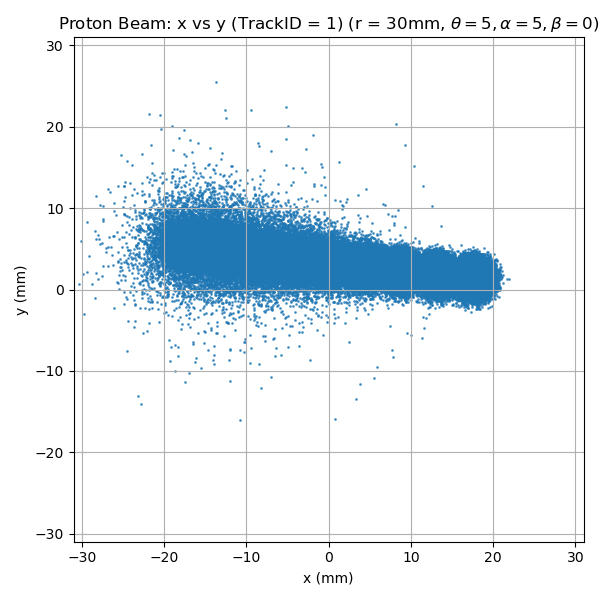 Proton Beam: x vs y (TrackID = 1) (r = 30mm, θ = 5, α = 5, β = 0)
30
20
10
0
−10
−20
−30
y (mm)
−30 −20 −10 0 10 20 30
x (mm)